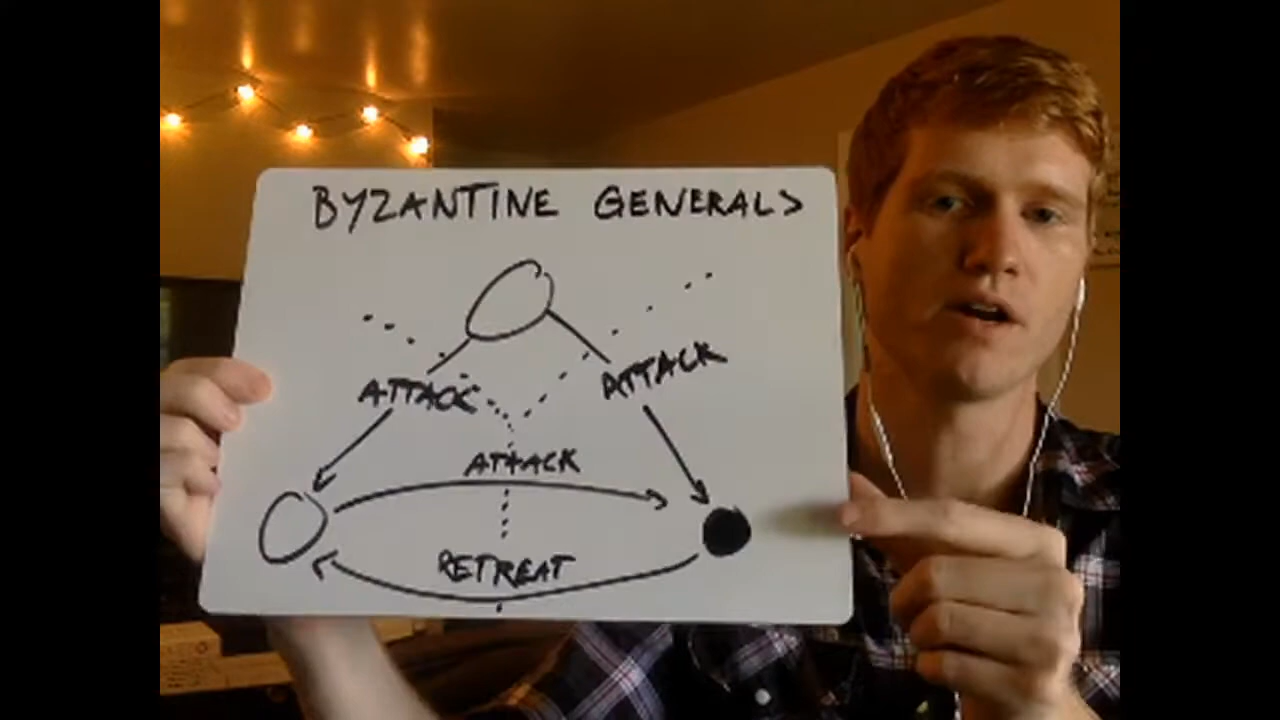 BYZANTINE GENERALS
ATTACK
ATTACK
ATTACK
RETREAT